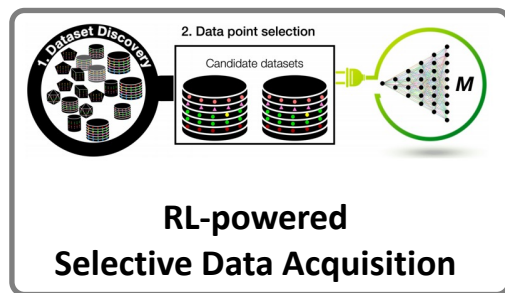 1. Dataset Discovery
2. Data point selection
Candidate datasets
M
RL-powered
Selective Data Acquisition